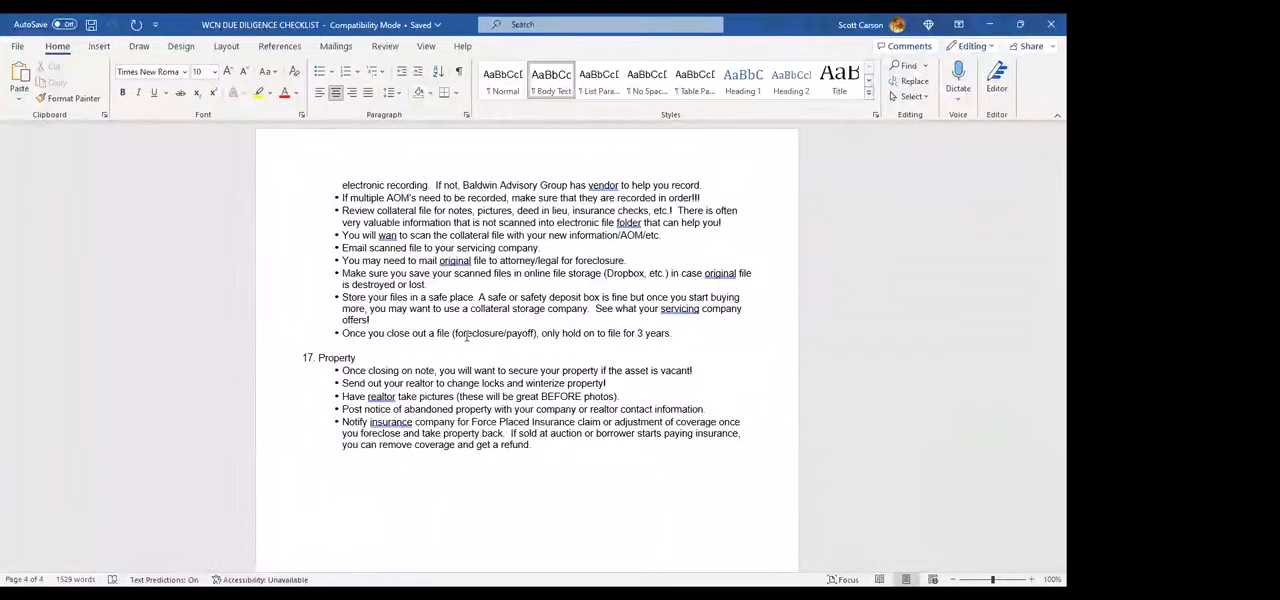 AutoSave Off WCN DUE DILIGENCE CHECKLIST - Compatibility Mode • Saved Search Scott Carson
File Home Insert Draw Design Layout References Mailings Review View Help Comments Editing Share
Paste Cut Copy Format Painter
Times New Roma 10
Aa
B I U ab x₂ x² A A
AaBbCcI AaBbCc AaBbCcI AaBbCcI AaBbCcI AaBbC AaBbCcI AaB
¶ Normal ¶ Body Text ¶ List Para... ¶ No Spac... ¶ Table Pa... Heading 1 Heading 2 Title
Find Replace Select Dictate Editor
Clipboard Font Paragraph Styles Editing Voice Editor
electronic recording. If not, Baldwin Advisory Group has vendor to help you record.
• If multiple AOM's need to be recorded, make sure that they are recorded in order!!!
• Review collateral file for notes, pictures, deed in lieu, insurance checks, etc.! There is often
very valuable information that is not scanned into electronic file folder that can help you!
• You will wan to scan the collateral file with your new information/AOM/etc.
• Email scanned file to your servicing company.
• You may need to mail original file to attorney/legal for foreclosure.
• Make sure you save your scanned files in online file storage (Dropbox, etc.) in case original file
is destroyed or lost.
• Store your files in a safe place. A safe or safety deposit box is fine but once you start buying
more, you may want to use a collateral storage company. See what your servicing company
offers!
• Once you close out a file (foreclosure/payoff), only hold on to file for 3 years.
17. Property
• Once closing on note, you will want to secure your property if the asset is vacant!
• Send out your realtor to change locks and winterize property!
• Have realtor take pictures (these will be great BEFORE photos).
• Post notice of abandoned property with your company or realtor contact information.
• Notify insurance company for Force Placed Insurance claim or adjustment of coverage once
you foreclose and take property back. If sold at auction or borrower starts paying insurance,
you can remove coverage and get a refund.
Page 4 of 4 1529 words Text Predictions: On Accessibility: Unavailable Focus 100%